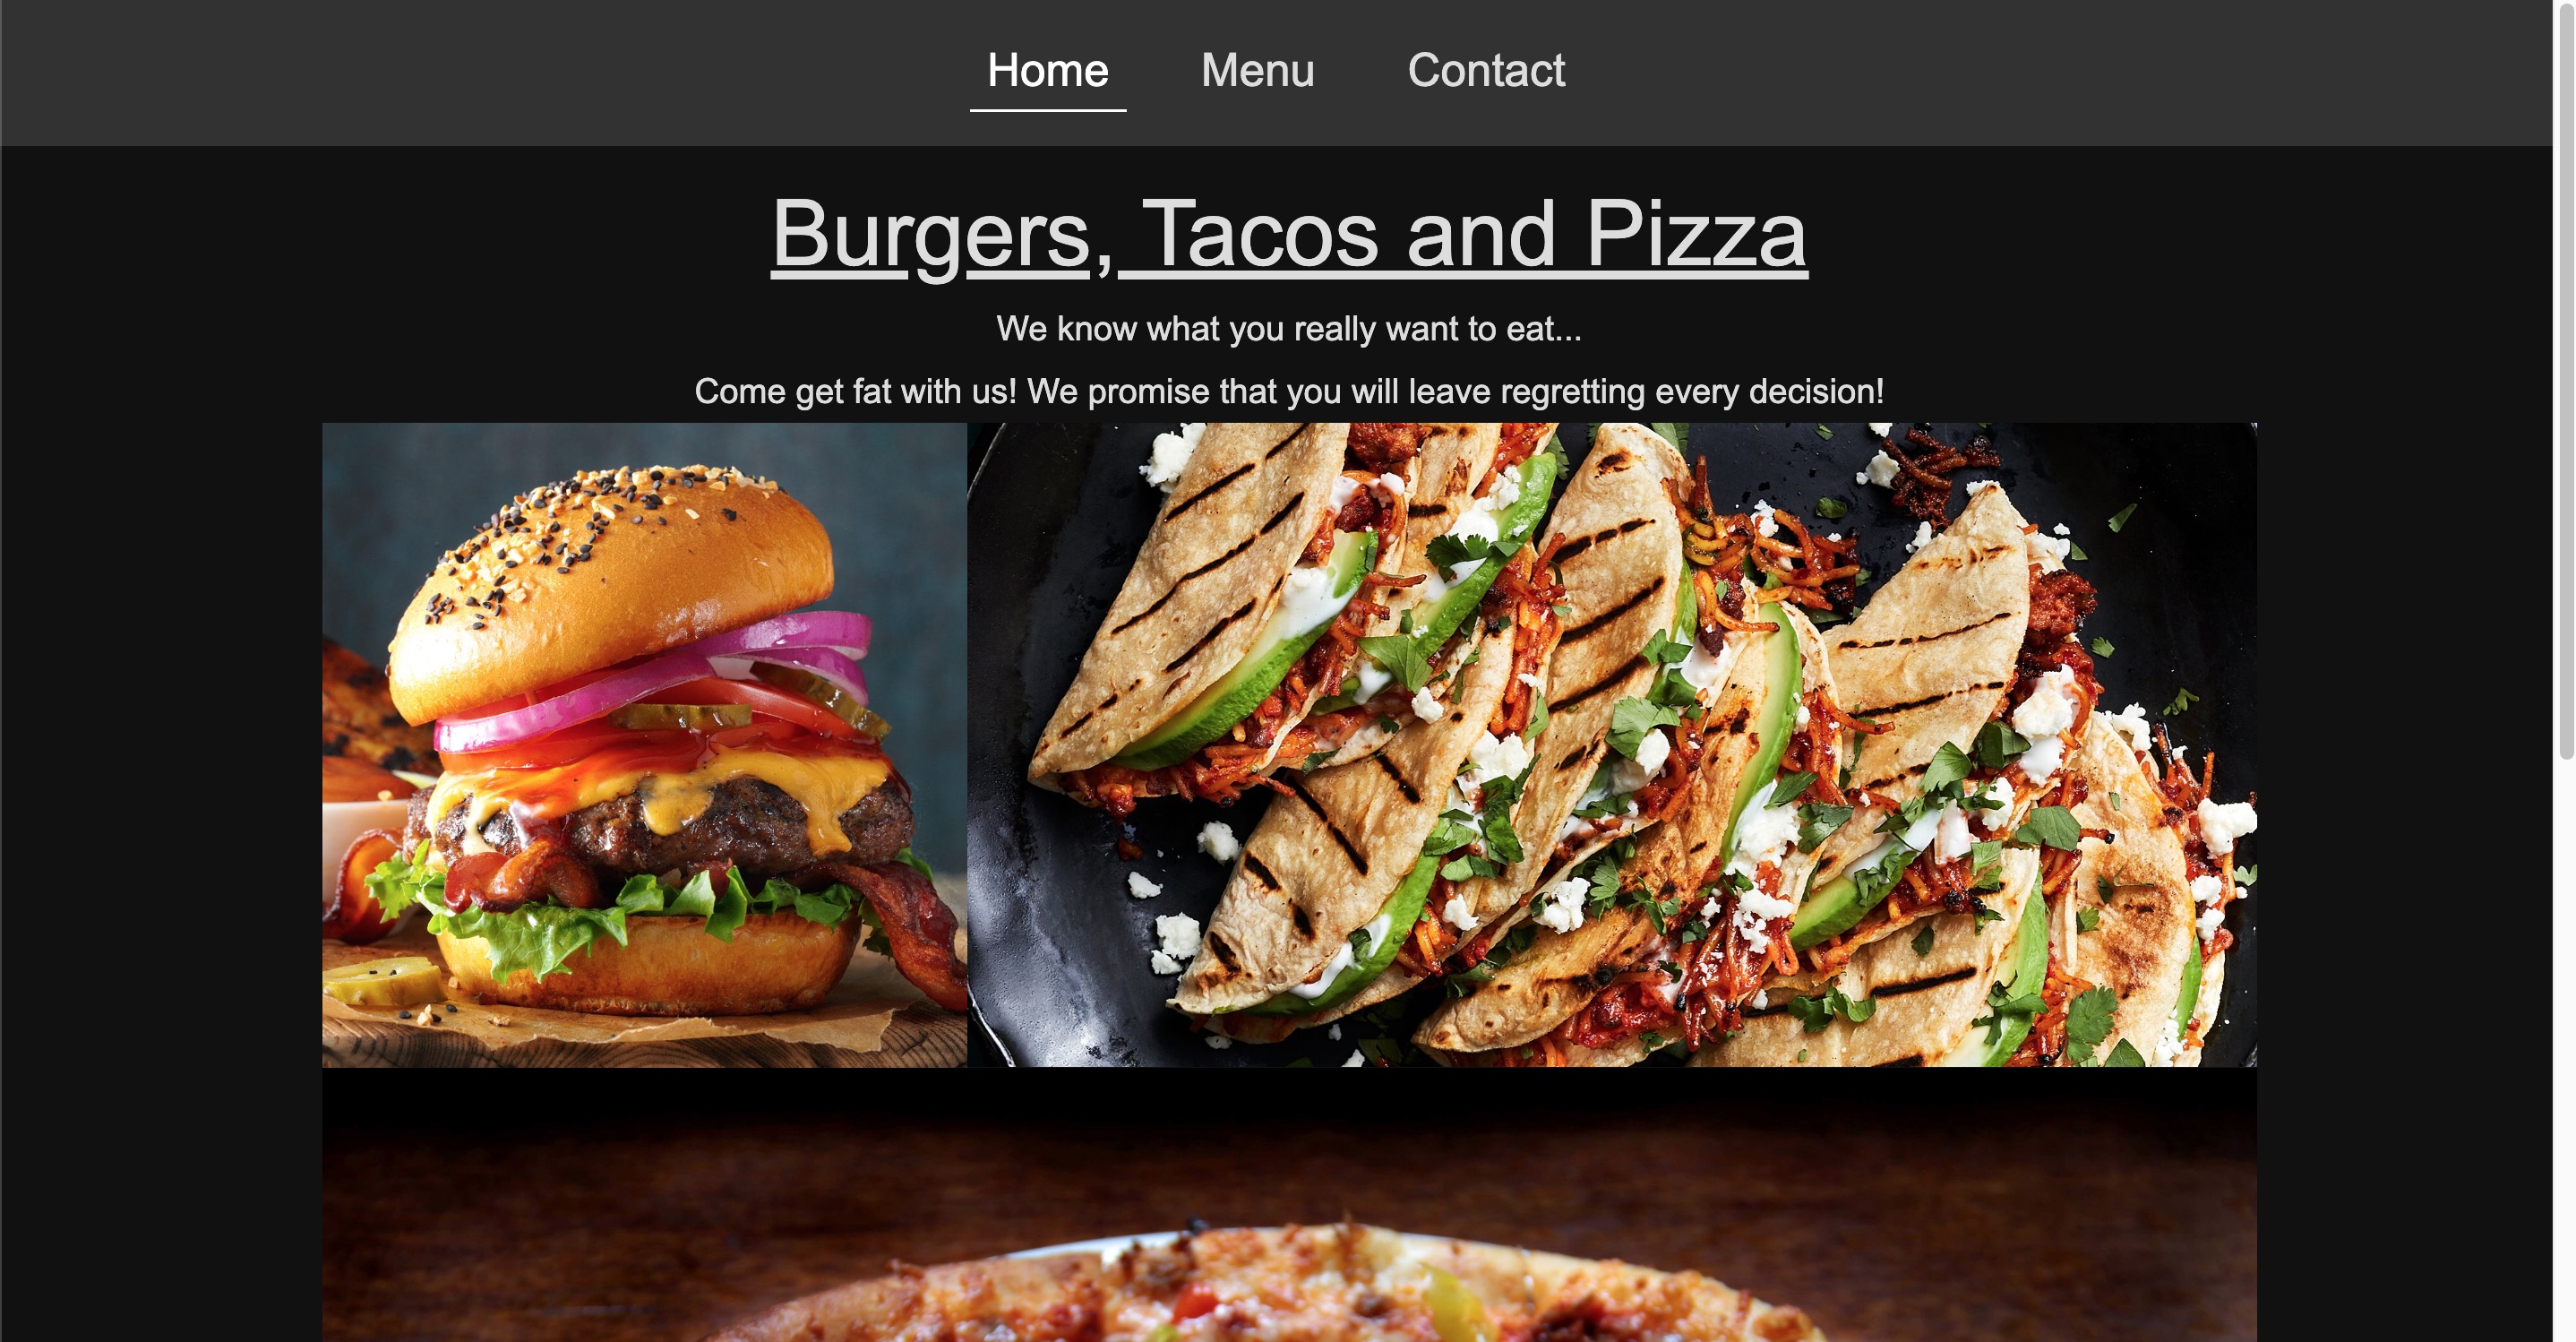 Home Menu Contact
Burgers, Tacos and Pizza
We know what you really want to eat...
Come get fat with us! We promise that you will leave regretting every decision!